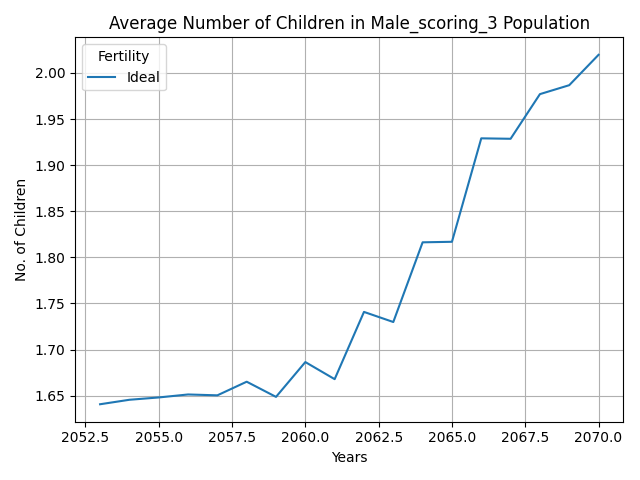 Average Number of Children in Male_scoring_3 Population
Fertility
Ideal
No. of Children
2.00
1.95
1.90
1.85
1.80
1.75
1.70
1.65
2052.5 2055.0 2057.5 2060.0 2062.5 2065.0 2067.5 2070.0
Years